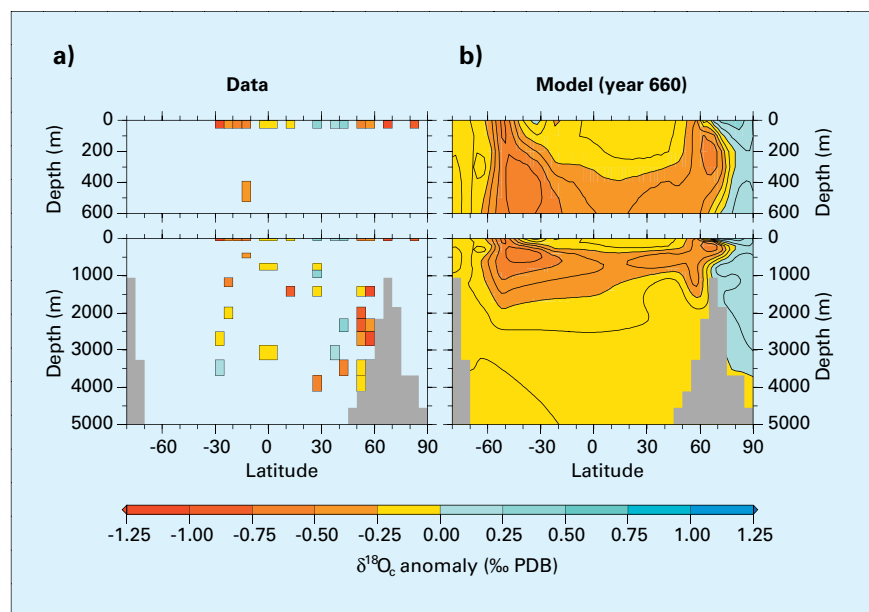 a)
b)
Data
Model (year 660)
0
200
400
600
Depth (m)
0
200
400
600
Depth (m)
0
1000
2000
3000
4000
5000
Depth (m)
0
1000
2000
3000
4000
5000
Depth (m)
-60 -30 0 30 60 90
Latitude
-60 -30 0 30 60 90
Latitude
-1.25 -1.00 -0.75 -0.50 -0.25 0.00 0.25 0.50 0.75 1.00 1.25
δ¹⁸Oc anomaly (‰ PDB)